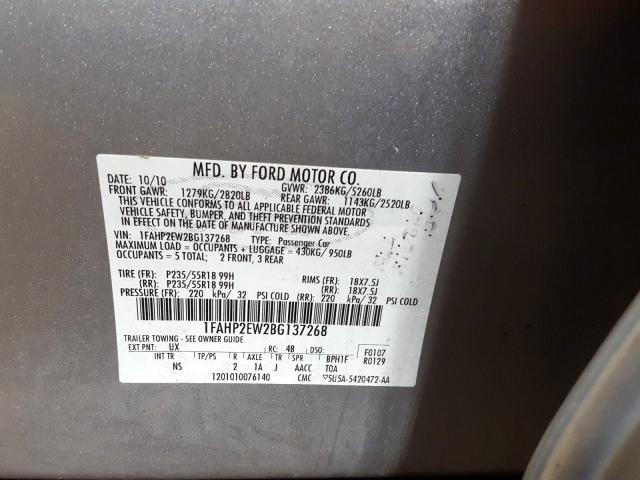 MFD. BY FORD MOTOR CO.
DATE: 10/10 GVWR: 2386KG/5260LB
FRONT GAWR: 1279KG/2820LB REAR GAWR: 1143KG/2520LB
THIS VEHICLE CONFORMS TO ALL APPLICABLE FEDERAL MOTOR
VEHICLE SAFETY, BUMPER, AND THEFT PREVENTION STANDARDS
IN EFFECT ON THE DATE OF MANUFACTURE SHOWN ABOVE.
VIN: 1FAHP2EW2BG137268 TYPE: Passenger Car
MAXIMUM LOAD = OCCUPANTS + LUGGAGE = 430KG/ 950LB
OCCUPANTS = 5 TOTAL; 2 FRONT, 3 REAR
TIRE (FR): P235/55R18 99H RIMS (FR): 18X7.5J
(RR): P235/55R18 99H (RR): 18X7.5J
PRESSURE (FR): 220 kPa/ 32 PSI COLD (RR): 220 kPa/ 32 PSI COLD
1FAHP2EW2BG137268
TRAILER TOWING - SEE OWNER GUIDE
EXT PNT: UX RC: 48 DSO: F0107
R0129
INT TR TP/PS R AXLE TR SPR BPH1F
NS 2 1A J AACC TOA
1201010076140 CMC ▽5U5A-5420472-AA